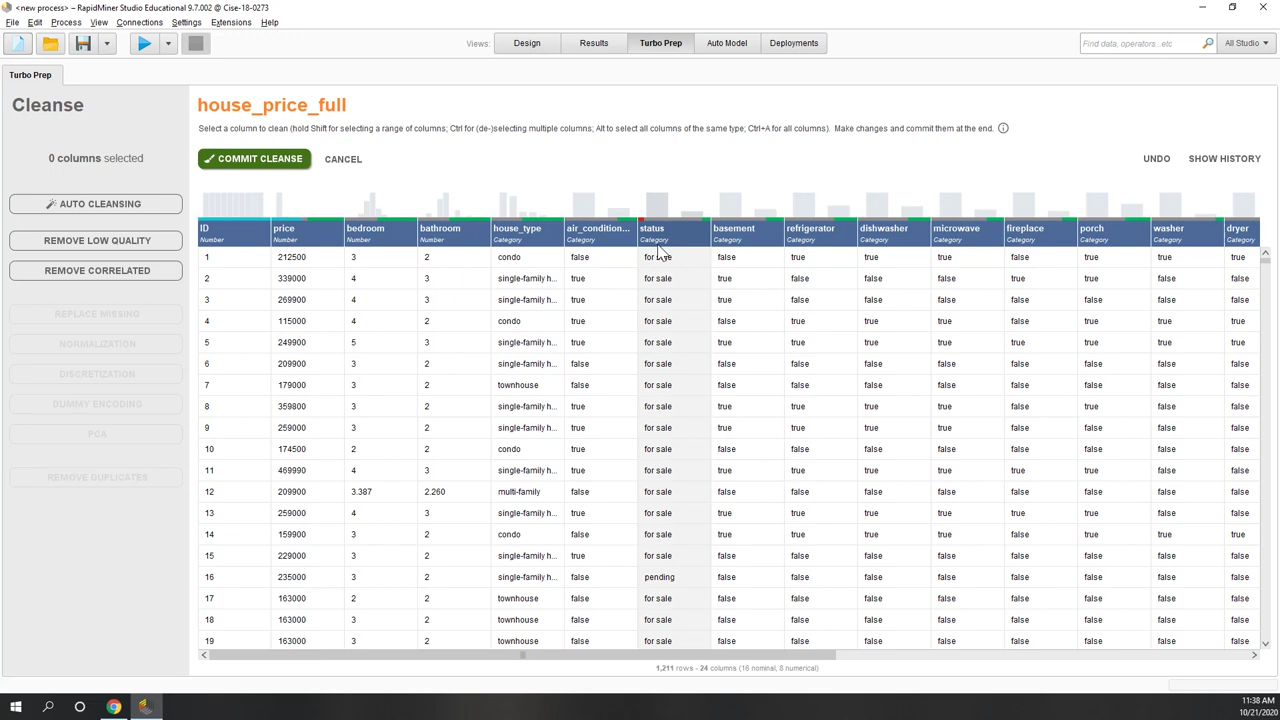 <new process> – RapidMiner Studio Educational 9.7.002 @ Cise-18-0273
File Edit Process View Connections Settings Extensions Help
Views: Design Results Turbo Prep Auto Model Deployments Find data, operators...etc All Studio
Turbo Prep
Cleanse
0 columns selected
AUTO CLEANSING
REMOVE LOW QUALITY
REMOVE CORRELATED
REPLACE MISSING
NORMALIZATION
DISCRETIZATION
DUMMY ENCODING
PCA
REMOVE DUPLICATES
house_price_full
Select a column to clean (hold Shift for selecting a range of columns; Ctrl for (de-)selecting multiple columns; Alt to select all columns of the same type; Ctrl+A for all columns). Make changes and commit them at the end.
COMMIT CLEANSE CANCEL UNDO SHOW HISTORY
ID price bedroom bathroom house_type air_condition... status basement refrigerator dishwasher microwave fireplace porch washer dryer
Number Number Number Number Category Category Category Category Category Category Category Category Category Category Category
1 212500 3 2 condo false for sale false true true true false true true true
2 339000 4 3 single-family h... true for sale true false false false true false false false
3 269900 4 3 single-family h... true for sale true true true true true true false false
4 115000 4 2 condo true for sale false true true true false true true true
5 249900 5 3 single-family h... true for sale true true true true true true true true
6 209900 3 2 single-family h... false for sale false false false false false false false false
7 179000 3 2 townhouse false for sale false false false false false false false false
8 359800 3 2 single-family h... true for sale true true true true false true false false
9 259000 3 2 single-family h... true for sale true true true true false true false false
10 174500 2 2 condo true for sale false false false false false false false false
11 469990 4 3 single-family h... true for sale true true true true false true false false
12 209900 3.387 2.260 multi-family false for sale false false false false false false false false
13 259000 4 3 single-family h... true for sale true true true true true true false false
14 159900 3 2 condo false for sale false true true true false true true true
15 229000 3 2 single-family h... true for sale false false false false false false false false
16 235000 3 2 single-family h... false pending false false false false false false false false
17 163000 2 2 townhouse false for sale false false false false false false false false
18 163000 3 2 townhouse false for sale false false false false false false false false
19 163000 3 2 townhouse false for sale false false false false false false false false
1,211 rows - 24 columns (16 nominal, 8 numerical)
11:38 AM
10/21/2020